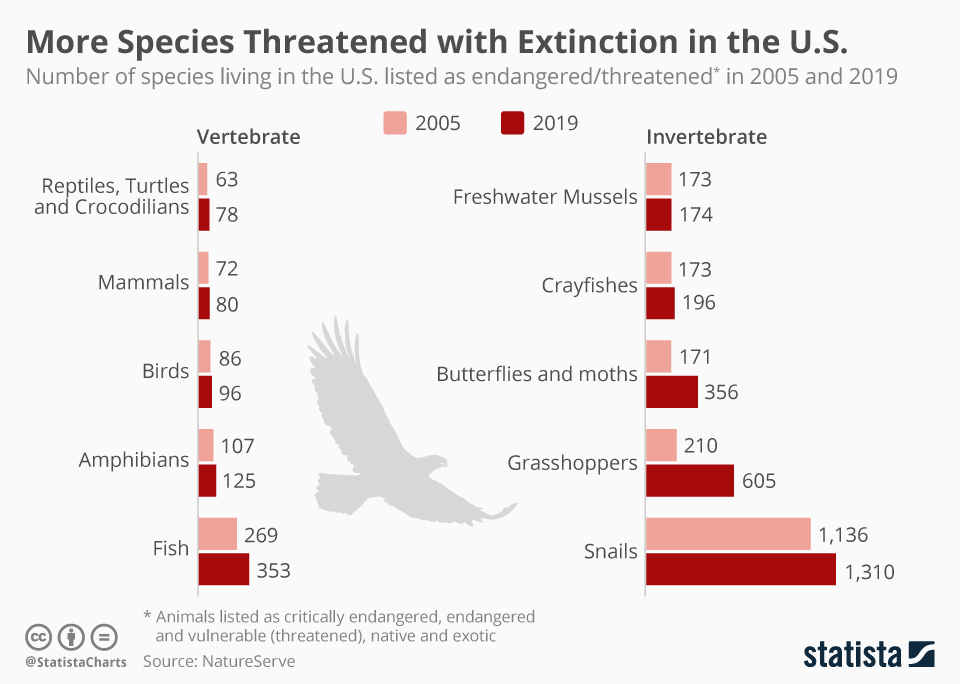 More Species Threatened with Extinction in the U.S.
Number of species living in the U.S. listed as endangered/threatened* in 2005 and 2019
2005
2019
Vertebrate
Reptiles, Turtles
and Crocodilians
63
78
Mammals
72
80
Birds
86
96
Amphibians
107
125
Fish
269
353
Invertebrate
Freshwater Mussels
173
174
Crayfishes
173
196
Butterflies and moths
171
356
Grasshoppers
210
605
Snails
1,136
1,310
* Animals listed as critically endangered, endangered
and vulnerable (threatened), native and exotic
cc
=
@StatistaCharts
Source: NatureServe
statista